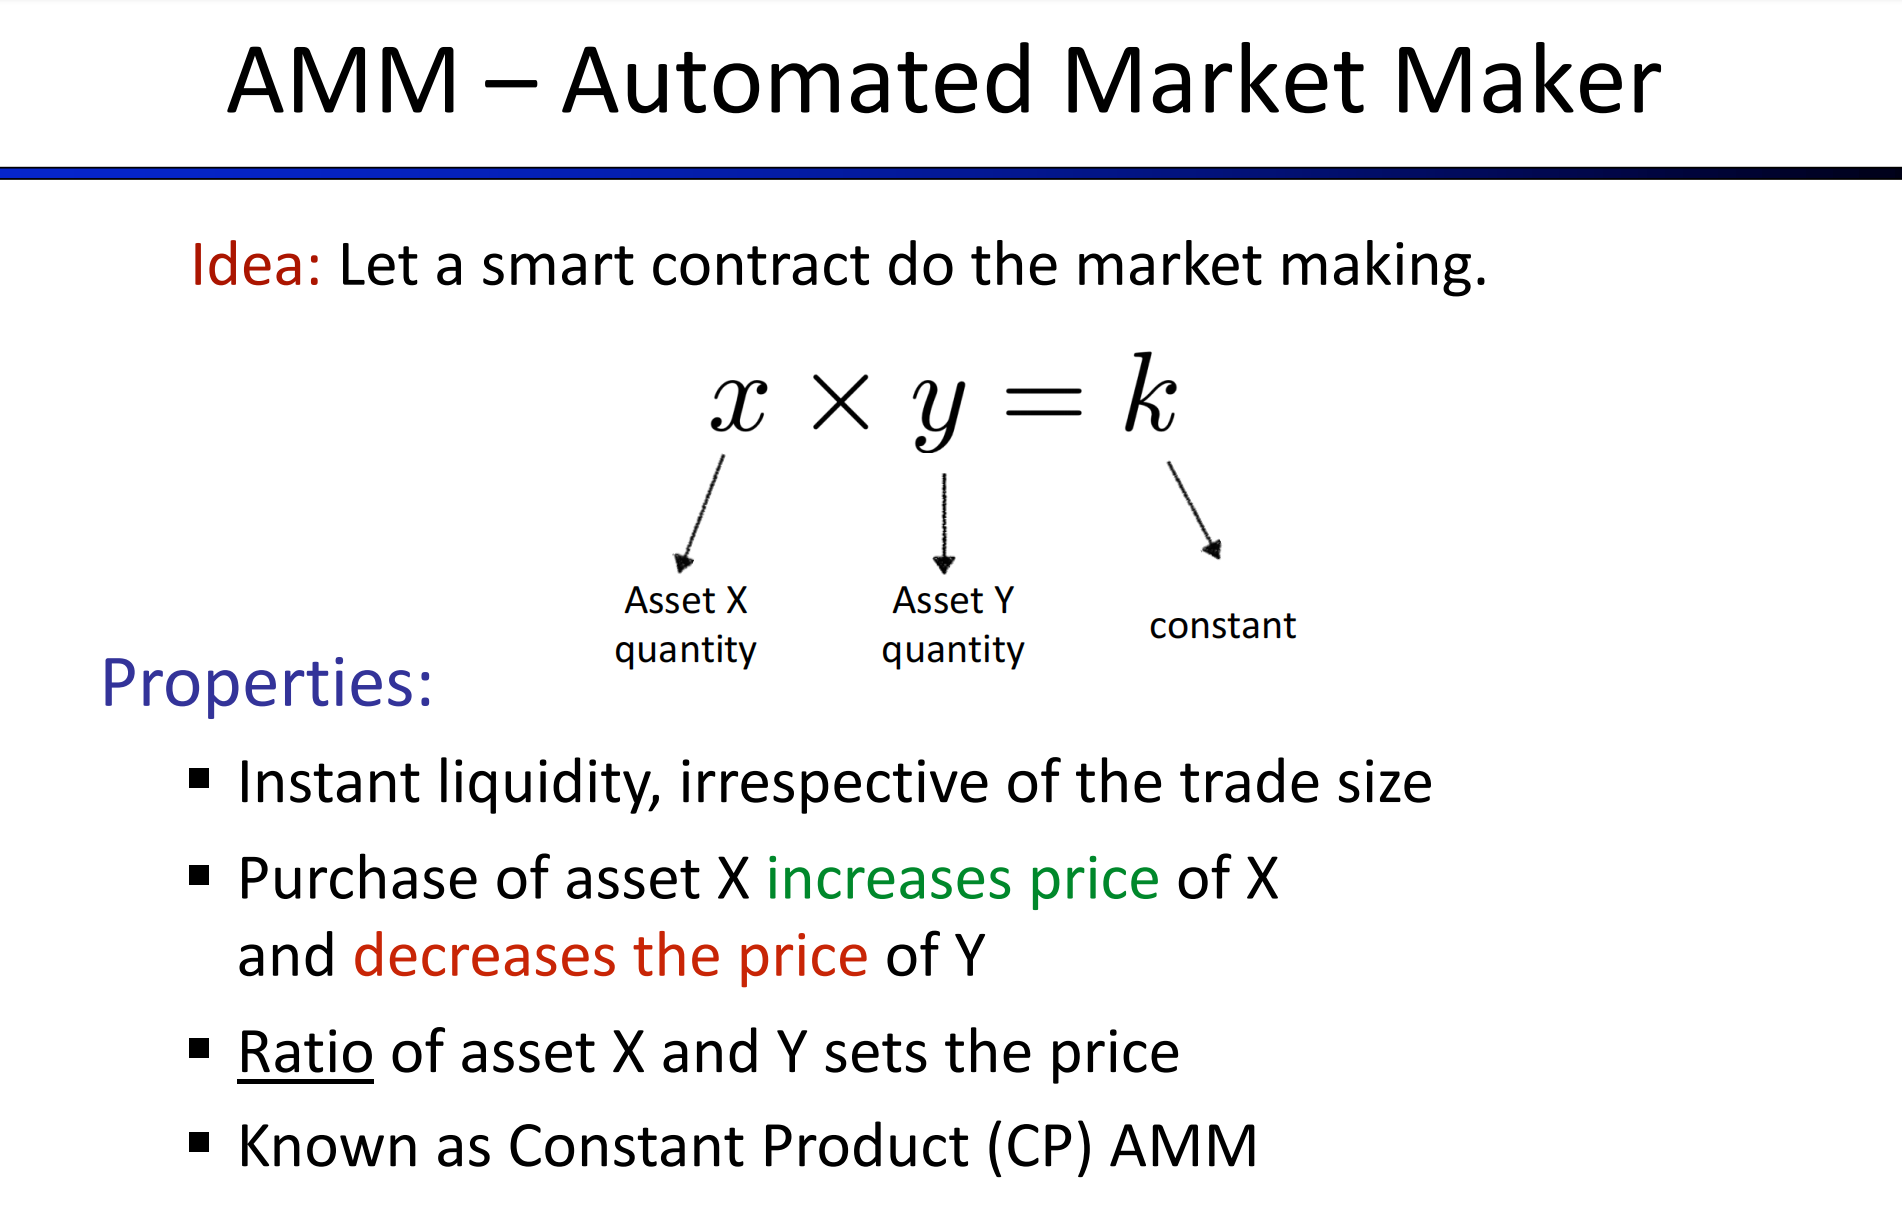 AMM – Automated Market Maker
Idea: Let a smart contract do the market making.
x × y = k
Asset X
quantity
Asset Y
quantity
constant
Properties:
▪ Instant liquidity, irrespective of the trade size
▪ Purchase of asset X increases price of X
and decreases the price of Y
▪ Ratio of asset X and Y sets the price
▪ Known as Constant Product (CP) AMM